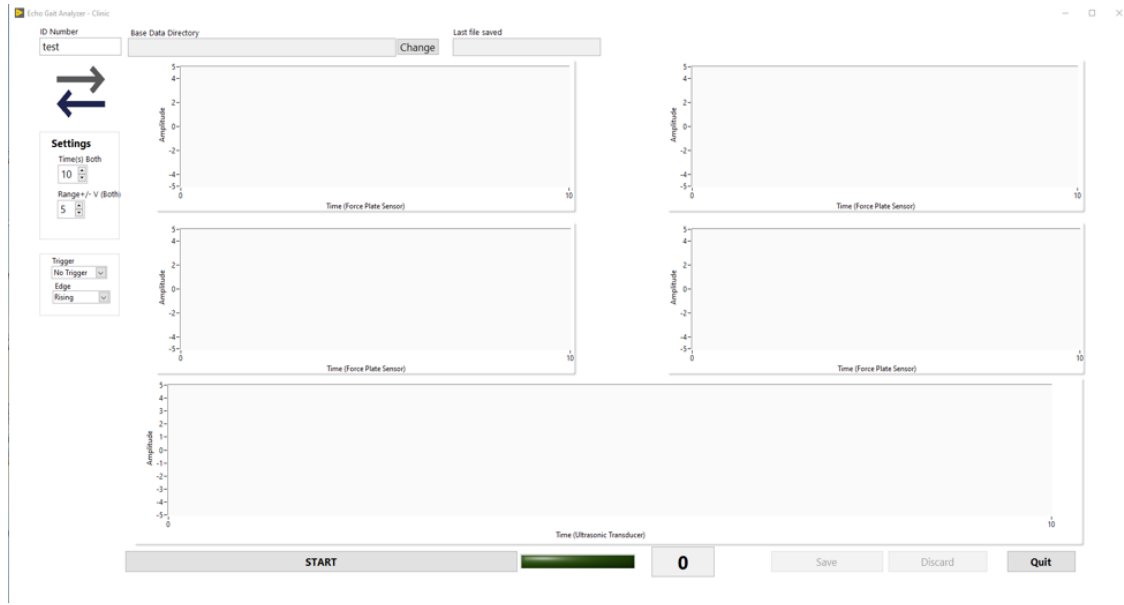 Echo Gait Analyzer - Clinic
ID Number
Base Data Directory
Last file saved
test
Change
5
4
2
0
-2
-4
-5
Amplitude
0
10
Time (Force Plate Sensor)
5
4
2
0
-2
-4
-5
Amplitude
0
10
Time (Force Plate Sensor)
Settings
Time(s) Both
10
Range+/- V (Both)
5
5
4
2
0
-2
-4
-5
Amplitude
0
10
Time (Force Plate Sensor)
5
4
2
0
-2
-4
-5
Amplitude
0
10
Time (Force Plate Sensor)
Trigger
No Trigger
Edge
Rising
5
4
3
2
1
0
-1
-2
-3
-4
-5
Amplitude
0
10
Time (Ultrasonic Transducer)
START
0
Save
Discard
Quit